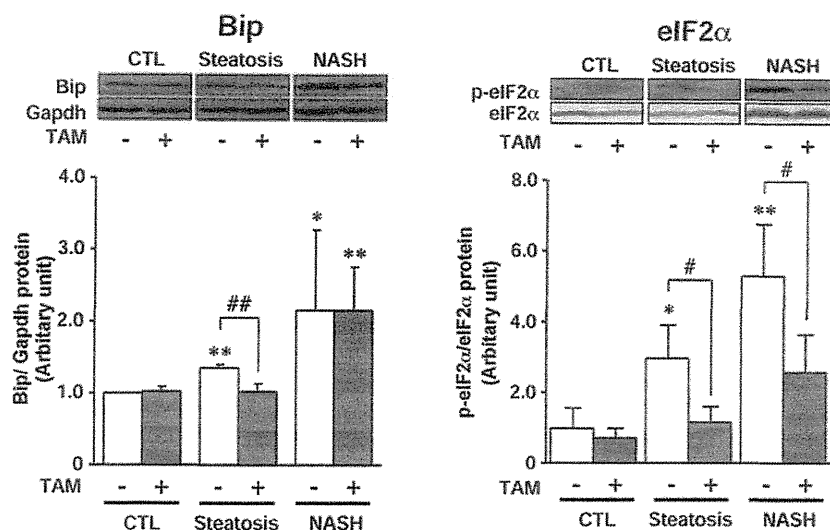 Bip
CTL Steatosis NASH
Bip
Gapdh
TAM - + - + - +
4.0
3.0
2.0
1.0
0
Bip/ Gapdh protein
(Arbitary unit)
**
##
*
**
TAM - + - + - +
CTL Steatosis NASH
eIF2α
CTL Steatosis NASH
p-eIF2α
eIF2α
TAM - + - + - +
8.0
6.0
4.0
2.0
0
p-eIF2α/eIF2α protein
(Arbitary unit)
*
#
**
#
TAM - + - + - +
CTL Steatosis NASH